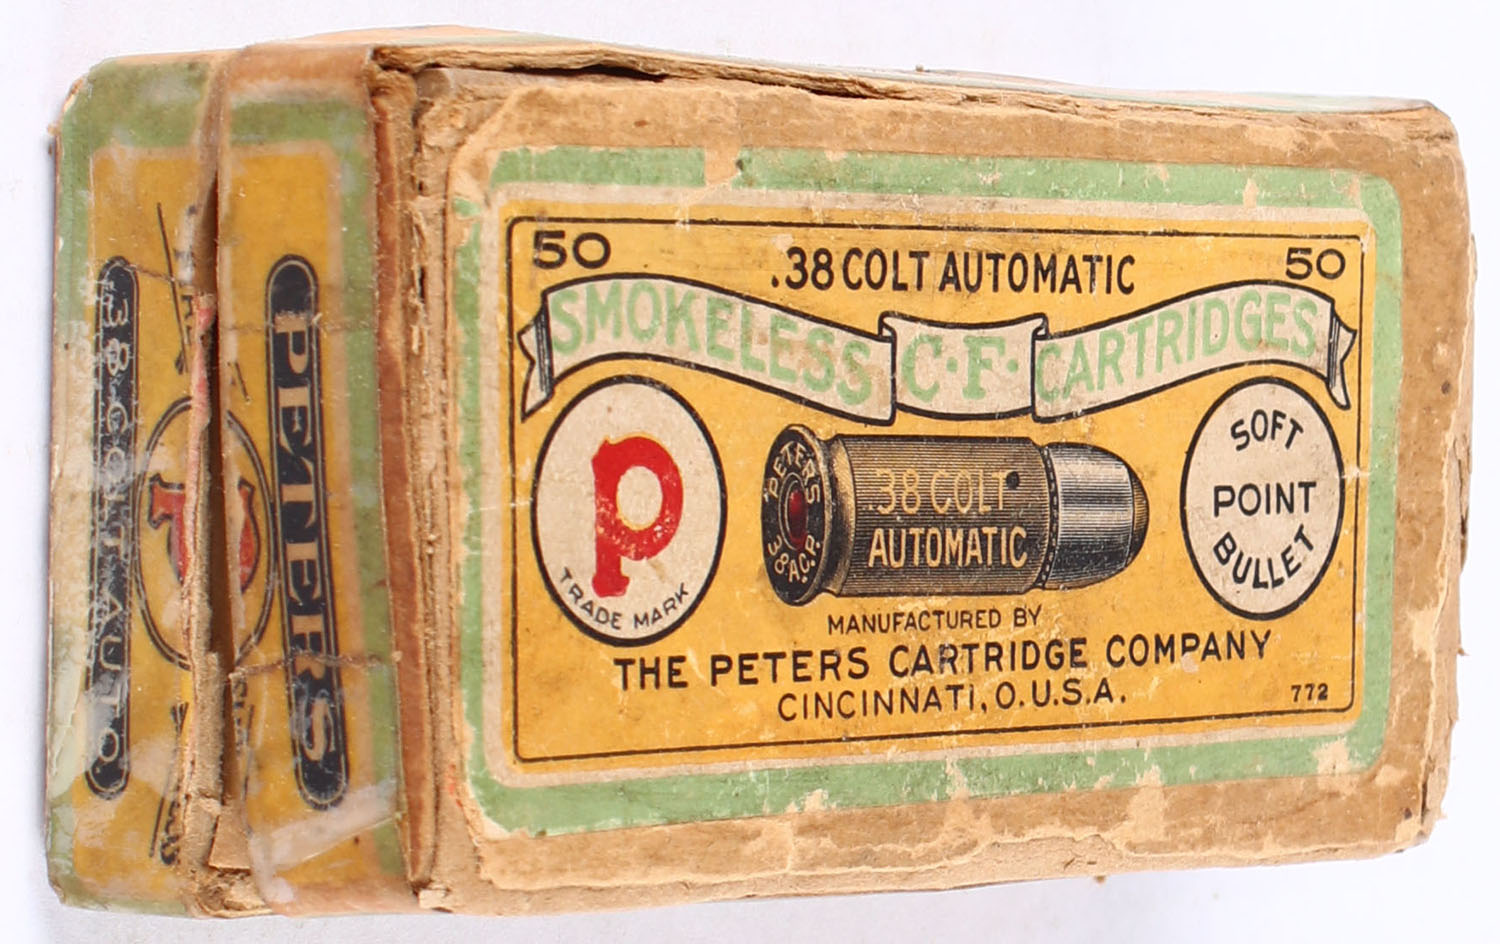 50 .38 COLT AUTOMATIC 50
SMOKELESS C·F· CARTRIDGES
P
TRADE MARK
PETERS
38 A.C.P.
.38 COLT
AUTOMATIC
SOFT
POINT
BULLET
MANUFACTURED BY
THE PETERS CARTRIDGE COMPANY
CINCINNATI, O. U.S.A.
772
PETERS
.38 COLT AUTO.